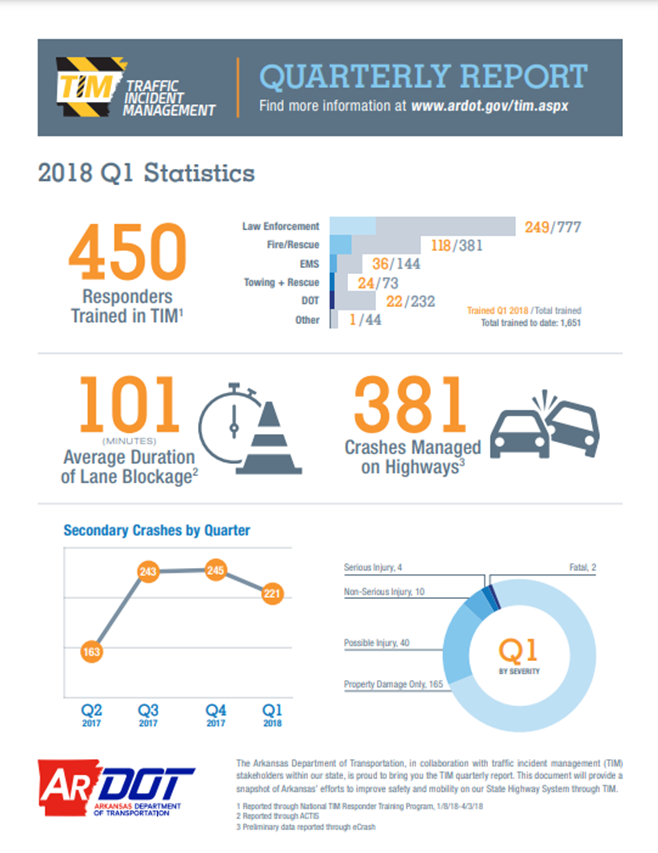 TIM
TRAFFIC
INCIDENT
MANAGEMENT
QUARTERLY REPORT
Find more information at www.ardot.gov/tim.aspx
2018 Q1 Statistics
450
Responders
Trained in TIM¹
Law Enforcement 249/777
Fire/Rescue 118/381
EMS 36/144
Towing + Rescue 24/73
DOT 22/232
Other 1/44
Trained Q1 2018 /Total trained
Total trained to date: 1,651
101
(MINUTES)
Average Duration
of Lane Blockage²
381
Crashes Managed
on Highways³
Secondary Crashes by Quarter
163
243
245
221
Q2 Q3 Q4 Q1
2017 2017 2017 2018
Serious Injury, 4
Fatal, 2
Non-Serious Injury, 10
Possible Injury, 40
Property Damage Only, 165
Q1
BY SEVERITY
ARDOT
ARKANSAS DEPARTMENT
OF TRANSPORTATION
The Arkansas Department of Transportation, in collaboration with traffic incident management (TIM)
stakeholders within our state, is proud to bring you the TIM quarterly report. This document will provide a
snapshot of Arkansas' efforts to improve safety and mobility on our State Highway System through TIM.
1 Reported through National TIM Responder Training Program, 1/8/18-4/3/18
2 Reported through ACTIS
3 Preliminary data reported through eCrash